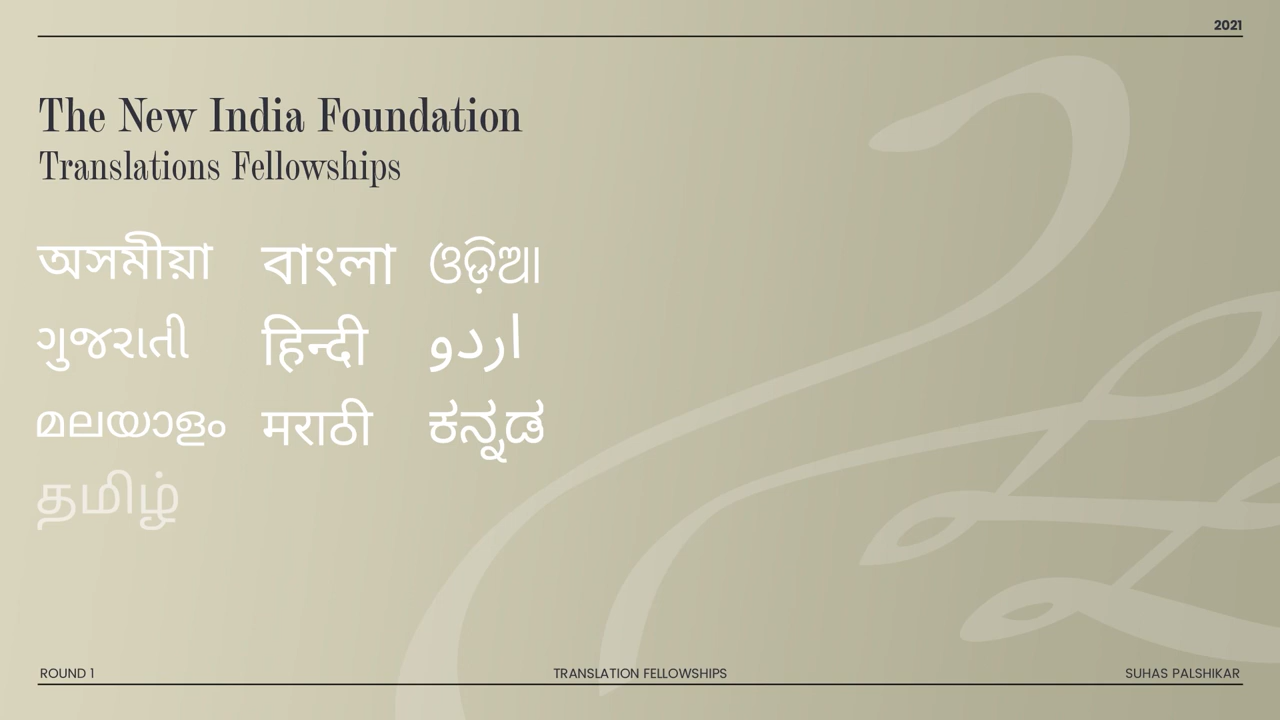 2021
The New India Foundation
Translations Fellowships
অসমীয়া বাংলা ଓଡ଼ିଆ
ગુજરાતી हिन्दी اردو
മലയാളം मराठी ಕನ್ನಡ
தமிழ்
ROUND 1 TRANSLATION FELLOWSHIPS SUHAS PALSHIKAR